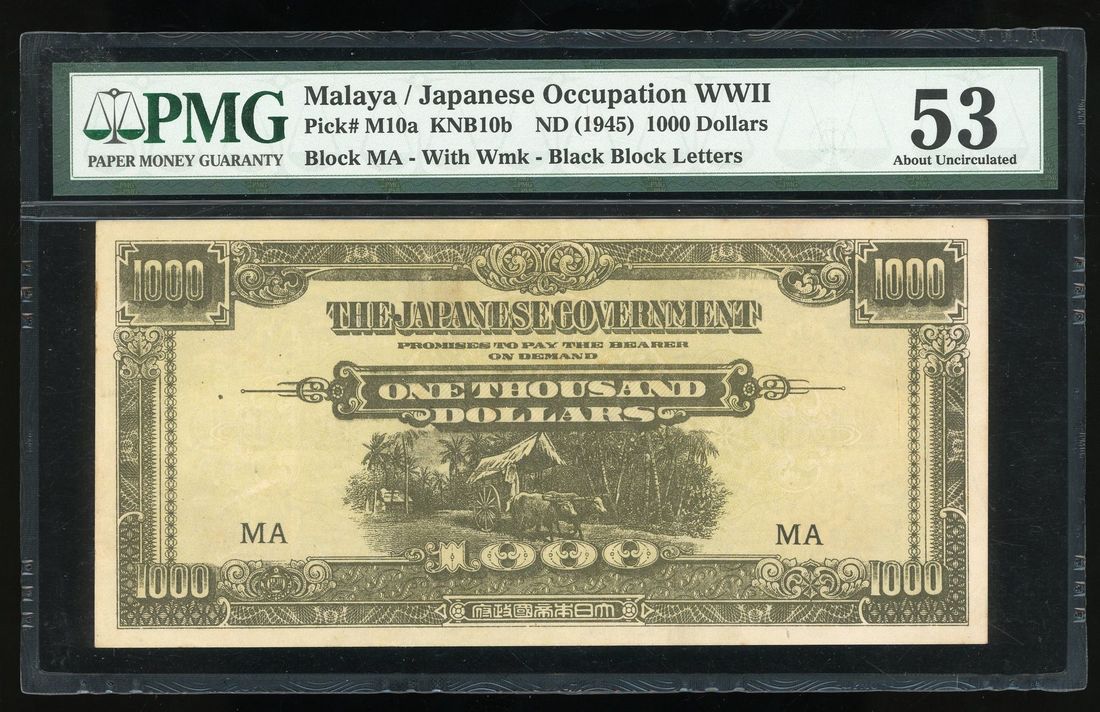 PMG
PAPER MONEY GUARANTY
Malaya / Japanese Occupation WWII
Pick# M10a KNB10b ND (1945) 1000 Dollars
Block MA - With Wmk - Black Block Letters
53
About Uncirculated
1000 1000
THE JAPANESE GOVERNMENT
PROMISES TO PAY THE BEARER
ON DEMAND
ONE THOUSAND
DOLLARS
MA MA
1000
1000 1000
府政國帝本日大